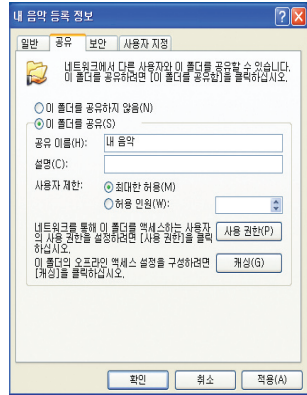 내 음악 등록 정보
일반 공유 보안 사용자 지정
네트워크에서 다른 사용자와 이 폴더를 공유할 수 있습니다.
이 폴더를 공유하려면 [이 폴더를 공유함]을 클릭하십시오.
이 폴더를 공유하지 않음(N)
이 폴더를 공유(S)
공유 이름(H): 내 음악
설명(C):
사용자 제한: 최대한 허용(M)
허용 인원(W):
네트워크를 통해 이 폴더를 액세스하는 사용자
의 사용 권한을 설정하려면 [사용 권한]을 클릭
하십시오.
사용 권한(P)
이 폴더의 오프라인 액세스 설정을 구성하려면
[캐싱]을 클릭하십시오.
캐싱(G)
확인 취소 적용(A)